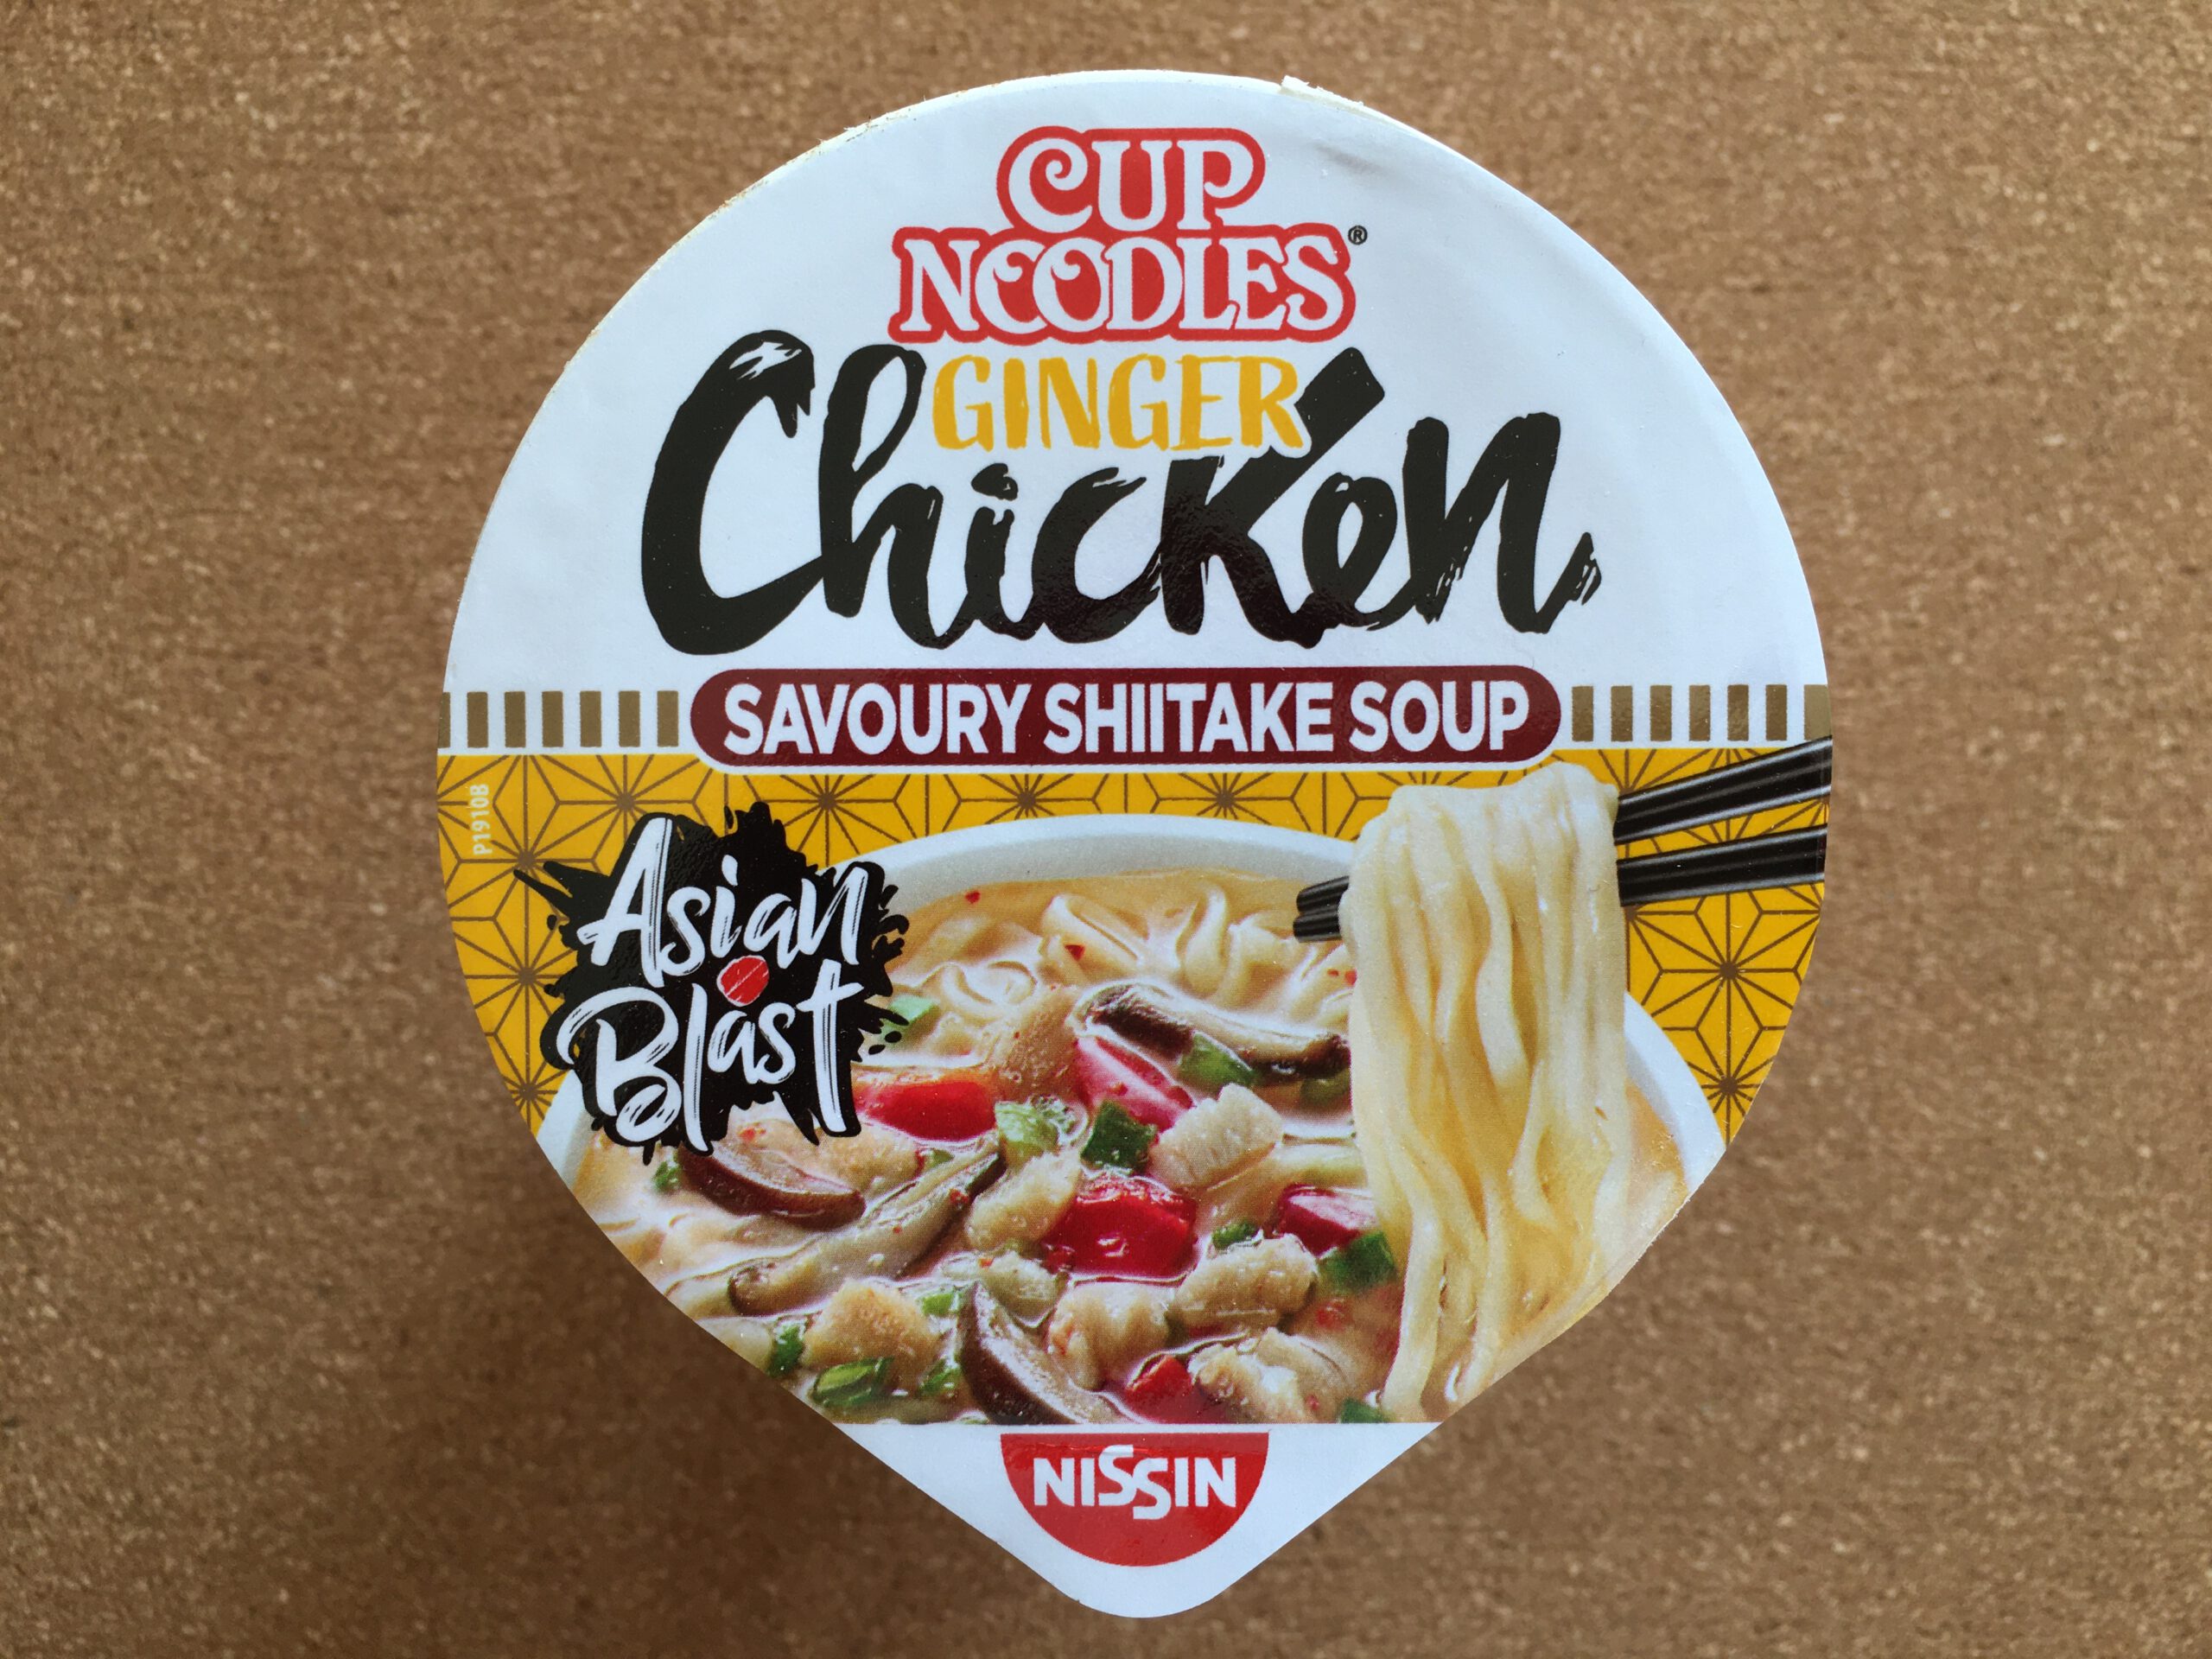 CUP
NOODLES®
GINGER
Chicken
SAVOURY SHIITAKE SOUP
P1910B
Asian
Blast
NISSIN